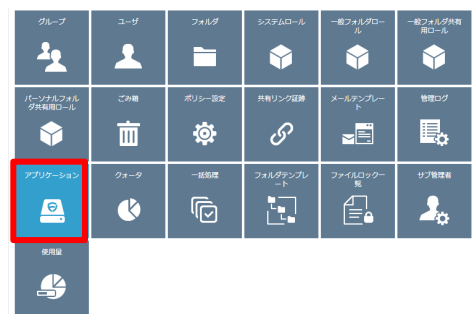 グループ
ユーザ
フォルダ
システムロール
一般フォルダロー
ル
一般フォルダ共有
用ロール
パーソナルフォル
ダ共有用ロール
ごみ箱
ポリシー設定
共有リンク証跡
メールテンプレー
ト
管理ログ
アプリケーション
クォータ
一括処理
フォルダテンプレ
ート
ファイルロック一
覧
サブ管理者
使用量